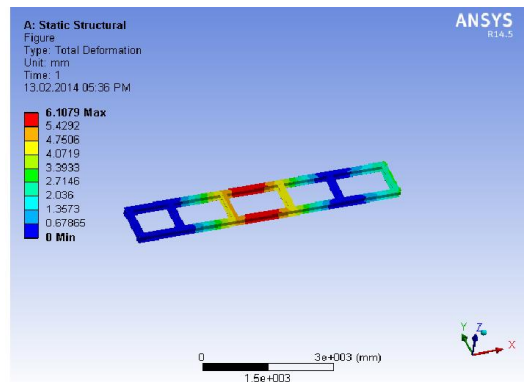 A: Static Structural
Figure
Type: Total Deformation
Unit: mm
Time: 1
13.02.2014 05:36 PM
ANSYS
R14.5
6.1079 Max
5.4292
4.7506
4.0719
3.3933
2.7146
2.036
1.3573
0.67865
0 Min
Y
Z
X
0
3e+003 (mm)
1.5e+003